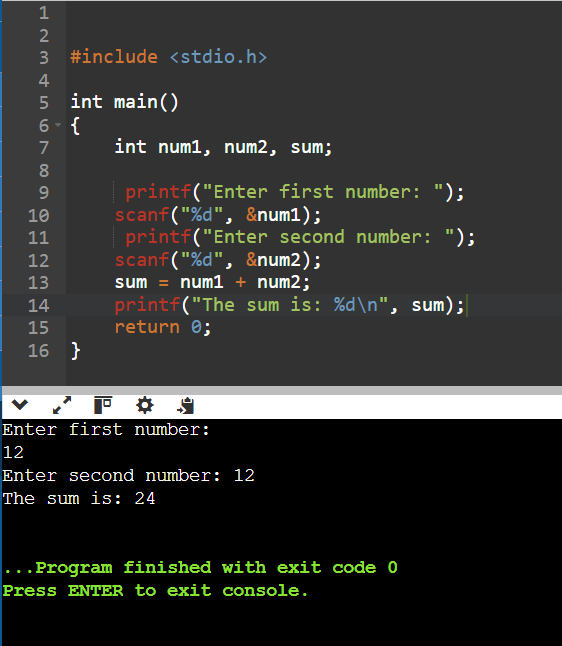 1
2
3 #include <stdio.h>
4
5 int main()
6 {
7     int num1, num2, sum;
8
9      printf("Enter first number: ");
10     scanf("%d", &num1);
11      printf("Enter second number: ");
12     scanf("%d", &num2);
13     sum = num1 + num2;
14     printf("The sum is: %d\n", sum);
15     return 0;
16 }
Enter first number:
12
Enter second number: 12
The sum is: 24
...Program finished with exit code 0
Press ENTER to exit console.